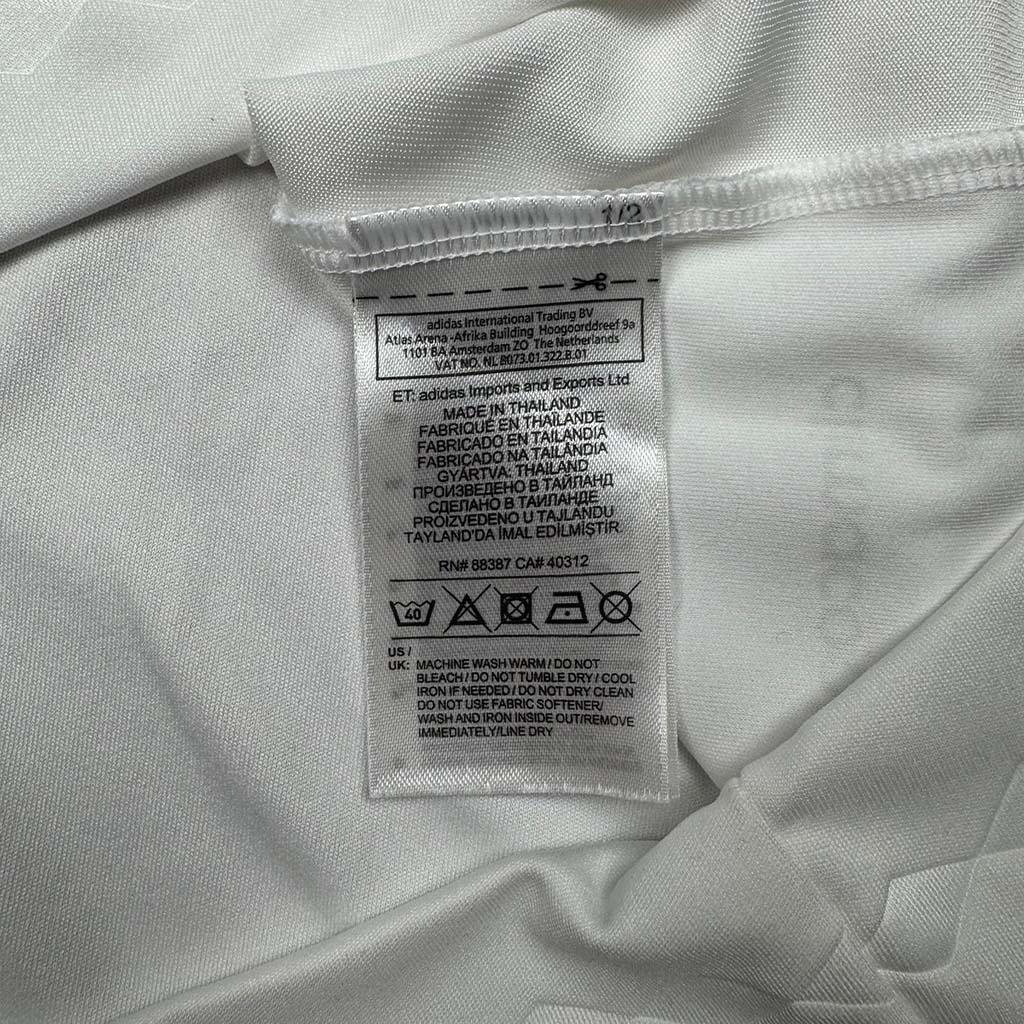 1/2
adidas International Trading BV
Atlas Arena -Afrika Building Hoogoorddreef 9a
1101 BA Amsterdam ZO The Netherlands
VAT NO. NL 8073.01.322.B.01
ET: adidas Imports and Exports Ltd
MADE IN THAILAND
FABRIQUÉ EN THAÏLANDE
FABRICADO EN TAILANDIA
FABRICADO NA TAILÂNDIA
GYÁRTVA: THAILAND
ПРОИЗВЕДЕНО В ТАЙЛАНД
СДЕЛАНО В ТАИЛАНДЕ
PROIZVEDENO U TAJLANDU
TAYLAND'DA İMAL EDİLMİŞTİR
RN# 88387 CA# 40312
40
US /
UK: MACHINE WASH WARM / DO NOT
BLEACH / DO NOT TUMBLE DRY / COOL
IRON IF NEEDED / DO NOT DRY CLEAN
DO NOT USE FABRIC SOFTENER/
WASH AND IRON INSIDE OUT/REMOVE
IMMEDIATELY/LINE DRY